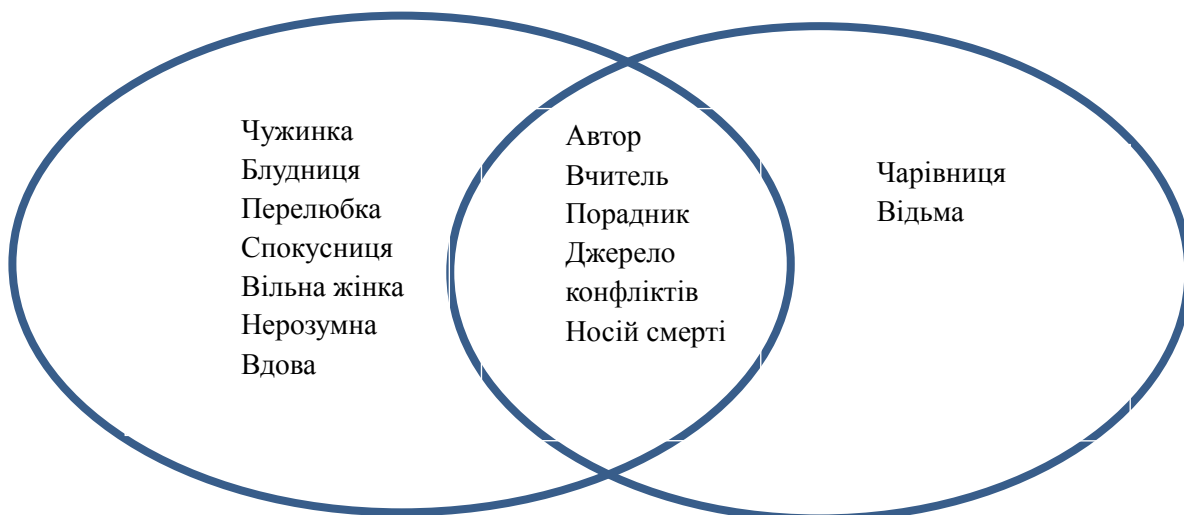 Чужинка
Блудниця
Перелюбка
Спокусниця
Вільна жінка
Нерозумна
Вдова
Автор
Вчитель
Порадник
Джерело
конфліктів
Носій смерті
Чарівниця
Відьма